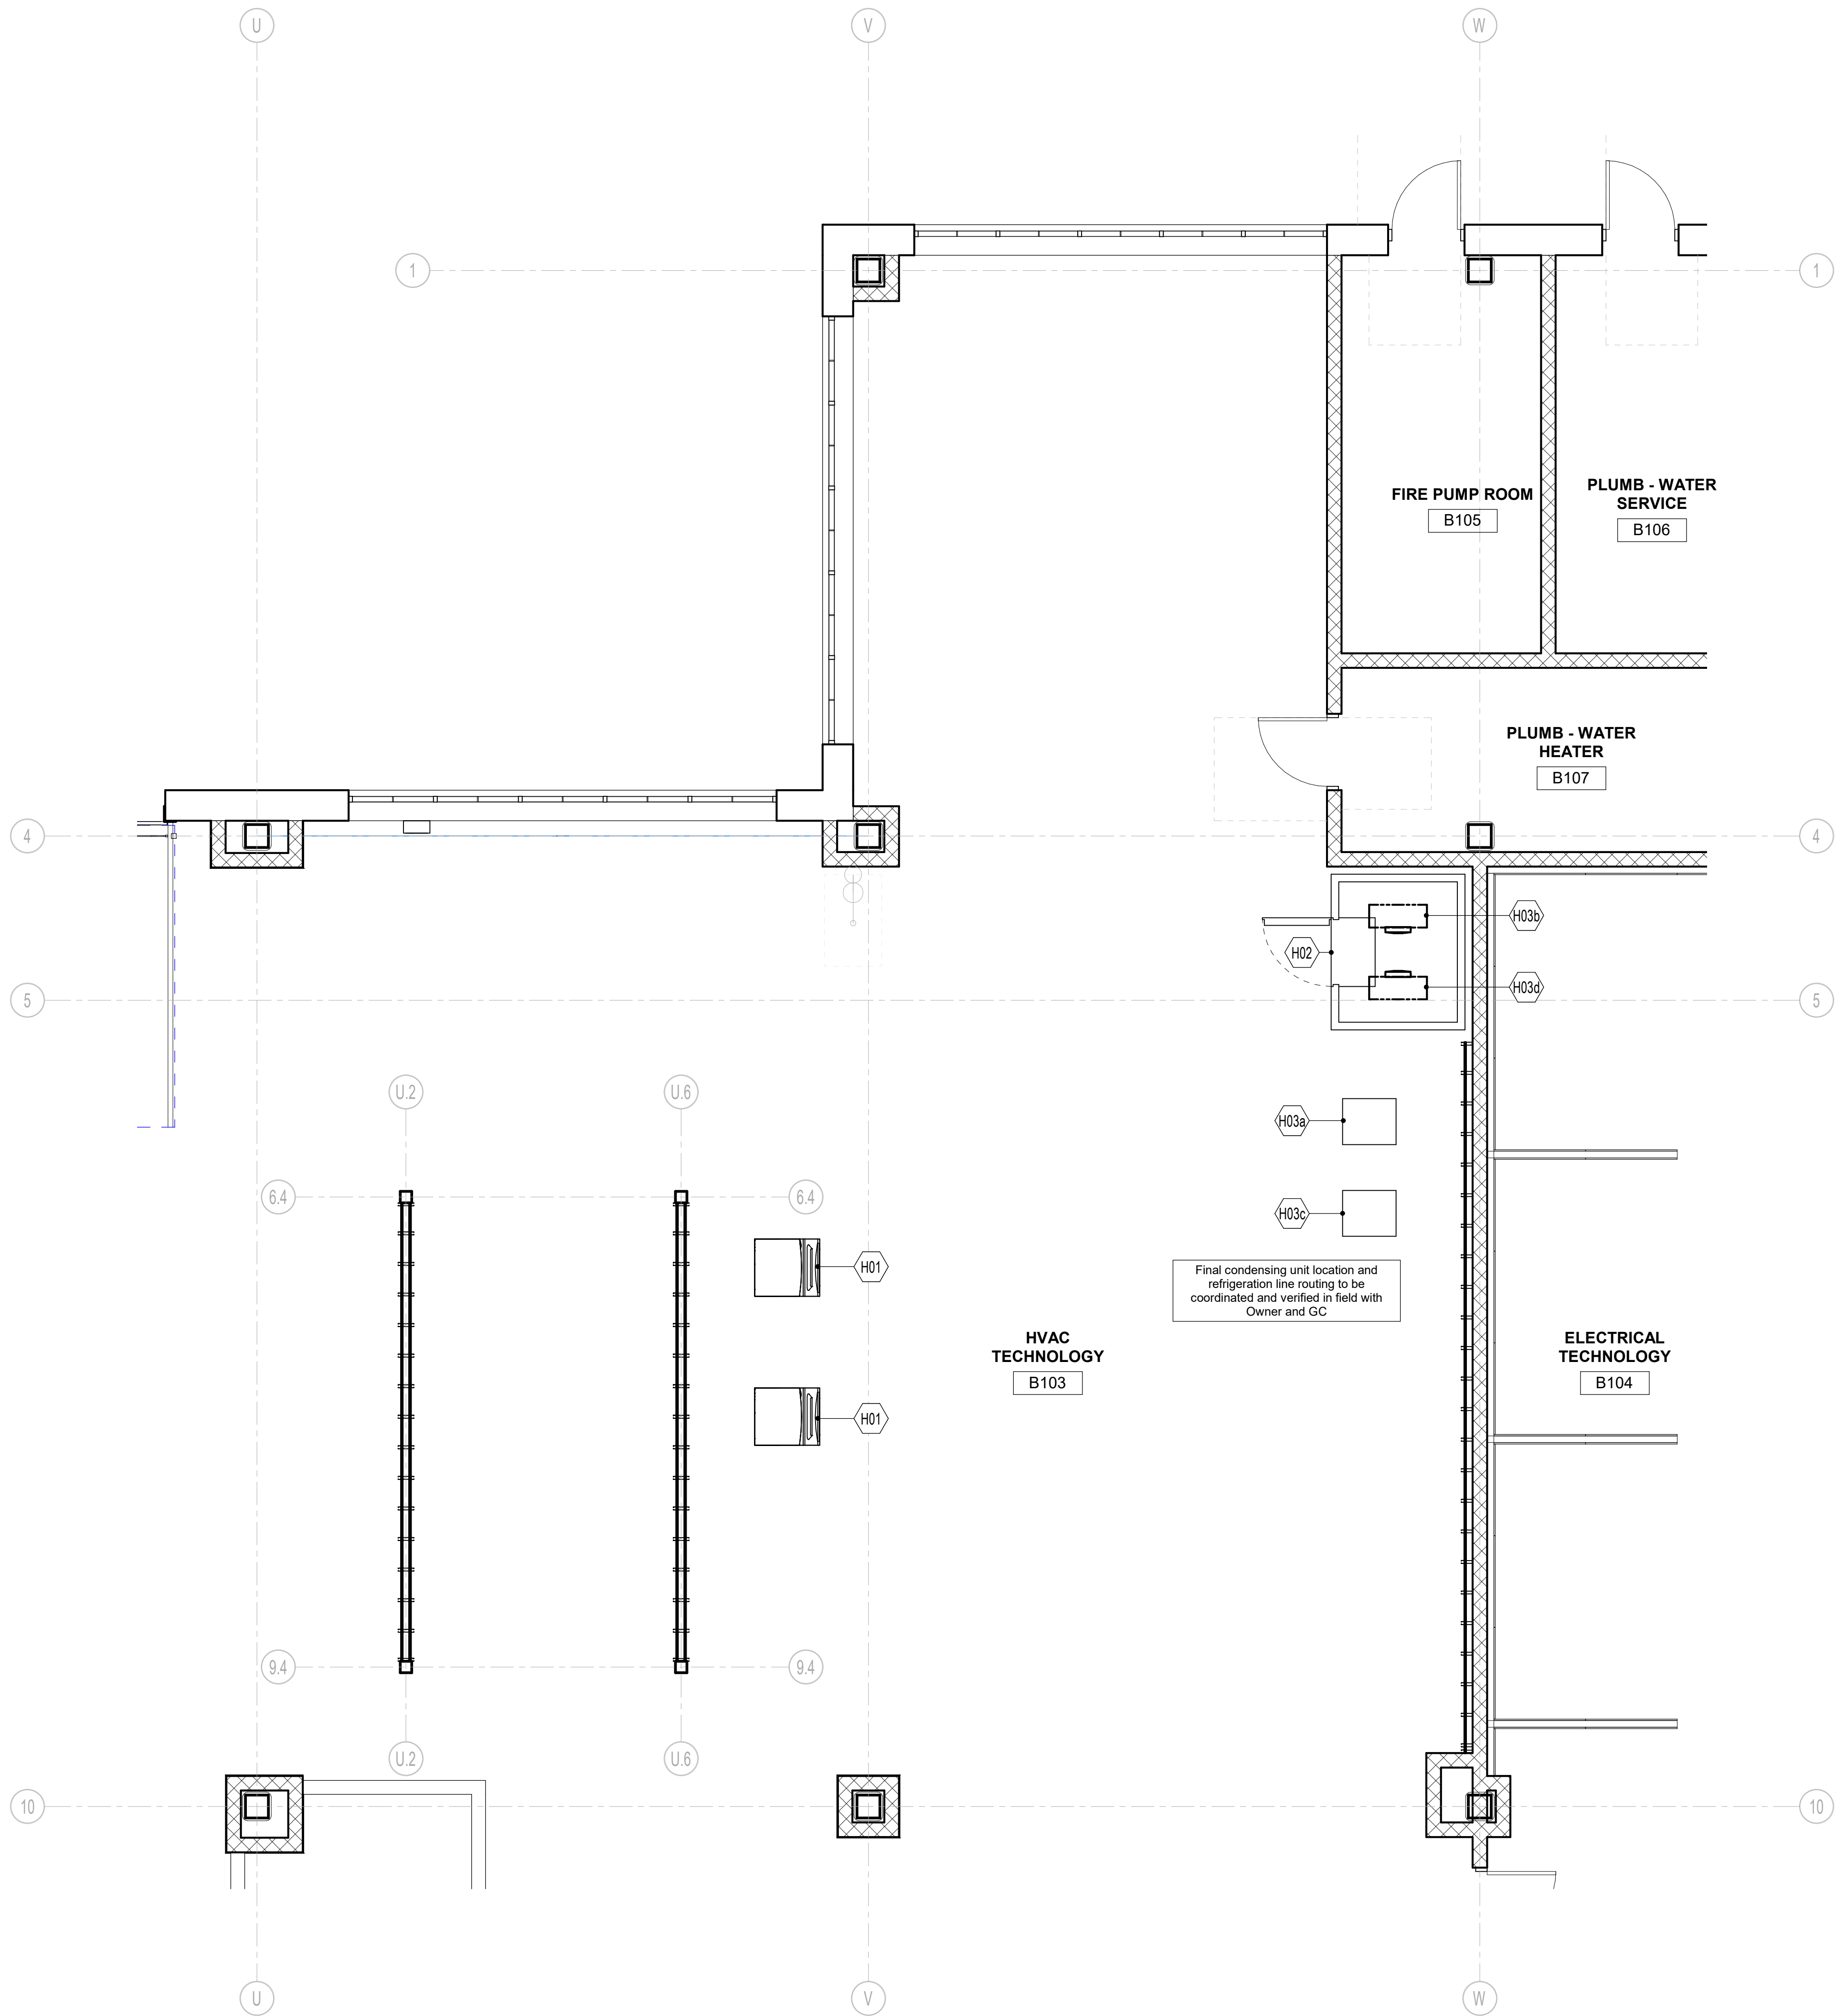 U
V
W
1
1
FIRE PUMP ROOM
B105
PLUMB - WATER
SERVICE
B106
PLUMB - WATER
HEATER
B107
4
4
H03b
H02
H03d
5
5
U.2
U.6
H03a
6.4
6.4
H03c
H01
Final condensing unit location and
refrigeration line routing to be
coordinated and verified in field with
Owner and GC
HVAC
TECHNOLOGY
B103
ELECTRICAL
TECHNOLOGY
B104
H01
9.4
9.4
U.2
U.6
10
10
U
V
W